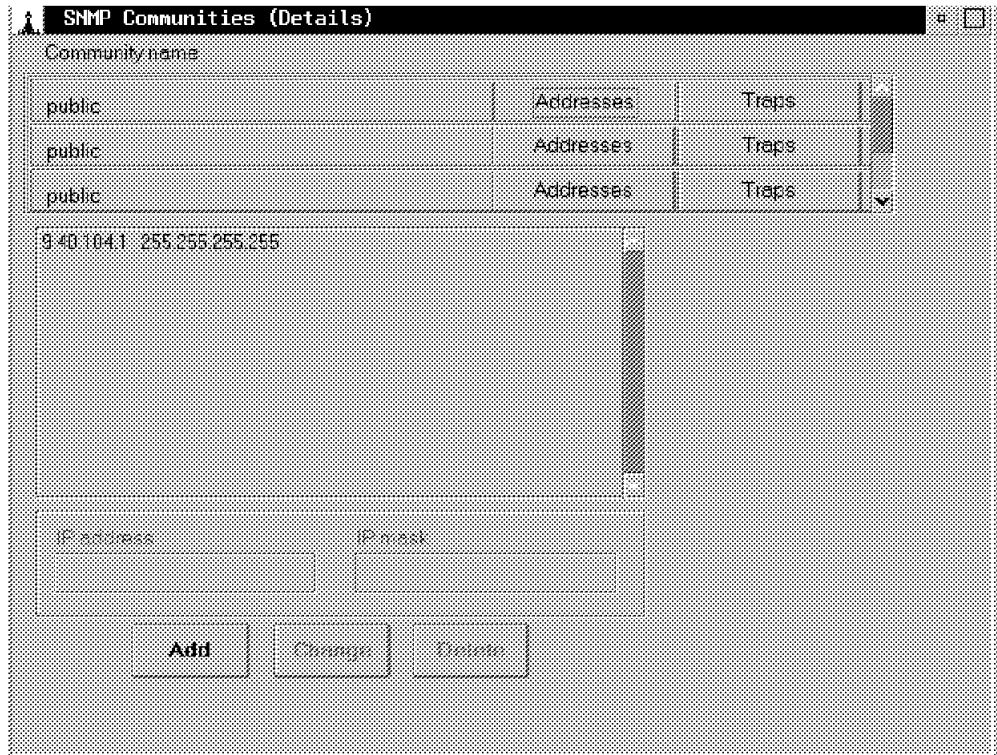 SNMP Communities (Details)
Community name
public Addresses Traps
public Addresses Traps
public Addresses Traps
9.40.104.1 255.255.255.255
IP address IP mask
Add Change Delete